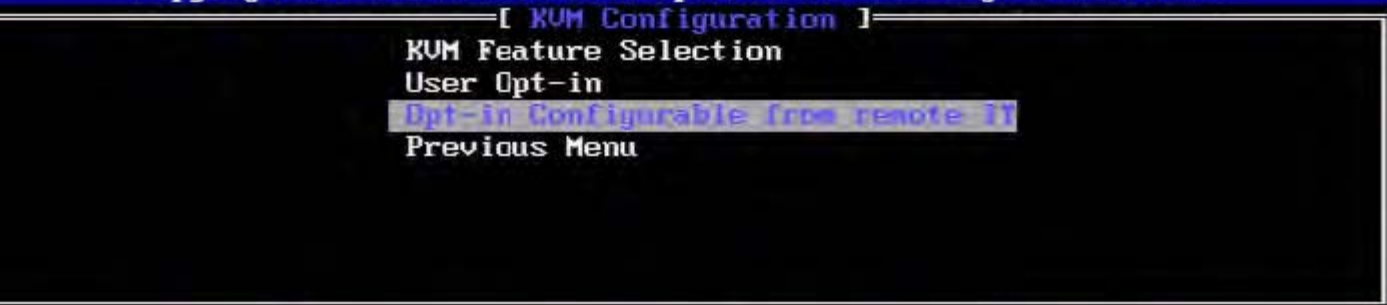 [ KVM Configuration ]
KVM Feature Selection
User Opt-in
Opt-in Configurable from remote IT
Previous Menu